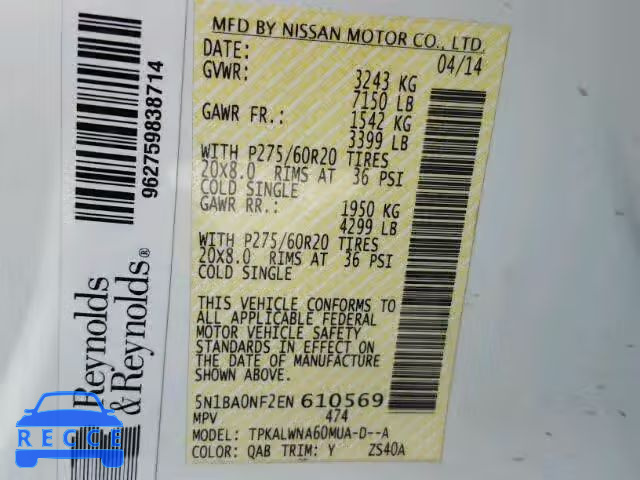 MFD BY NISSAN MOTOR CO., LTD.
DATE: 04/14
GVWR: 3243 KG
7150 LB
GAWR FR.: 1542 KG
3399 LB
WITH P275/60R20 TIRES
20X8.0 RIMS AT 36 PSI
COLD SINGLE
GAWR RR.: 1950 KG
4299 LB
WITH P275/60R20 TIRES
20X8.0 RIMS AT 36 PSI
COLD SINGLE
THIS VEHICLE CONFORMS TO
ALL APPLICABLE FEDERAL
MOTOR VEHICLE SAFETY
STANDARDS IN EFFECT ON
THE DATE OF MANUFACTURE
SHOWN ABOVE.
5N1BA0NF2EN 610569
MPV 474
MODEL: TPKALWNA60MUA-D--A
COLOR: QAB TRIM: Y ZS40A
962759838714
Reynolds
& Reynolds®
REGCE